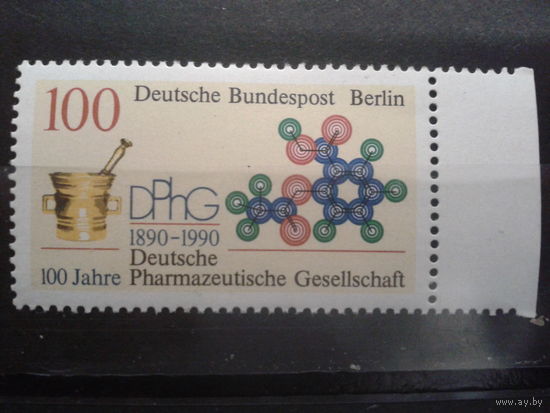 100 Deutsche Bundespost Berlin
DPhG
1890-1990
Deutsche
100 Jahre Pharmazeutische Gesellschaft
www.ay.by